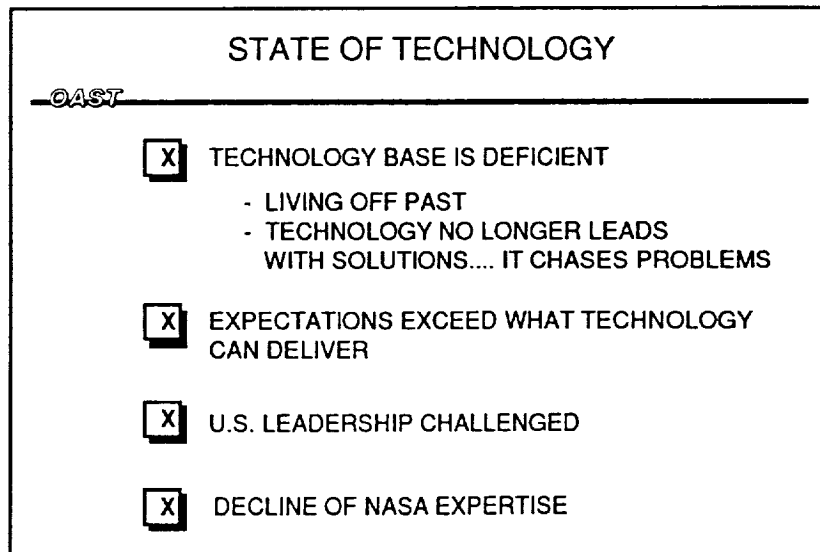 STATE OF TECHNOLOGY
OAST
X TECHNOLOGY BASE IS DEFICIENT
- LIVING OFF PAST
- TECHNOLOGY NO LONGER LEADS
WITH SOLUTIONS.... IT CHASES PROBLEMS
X EXPECTATIONS EXCEED WHAT TECHNOLOGY
CAN DELIVER
X U.S. LEADERSHIP CHALLENGED
X DECLINE OF NASA EXPERTISE